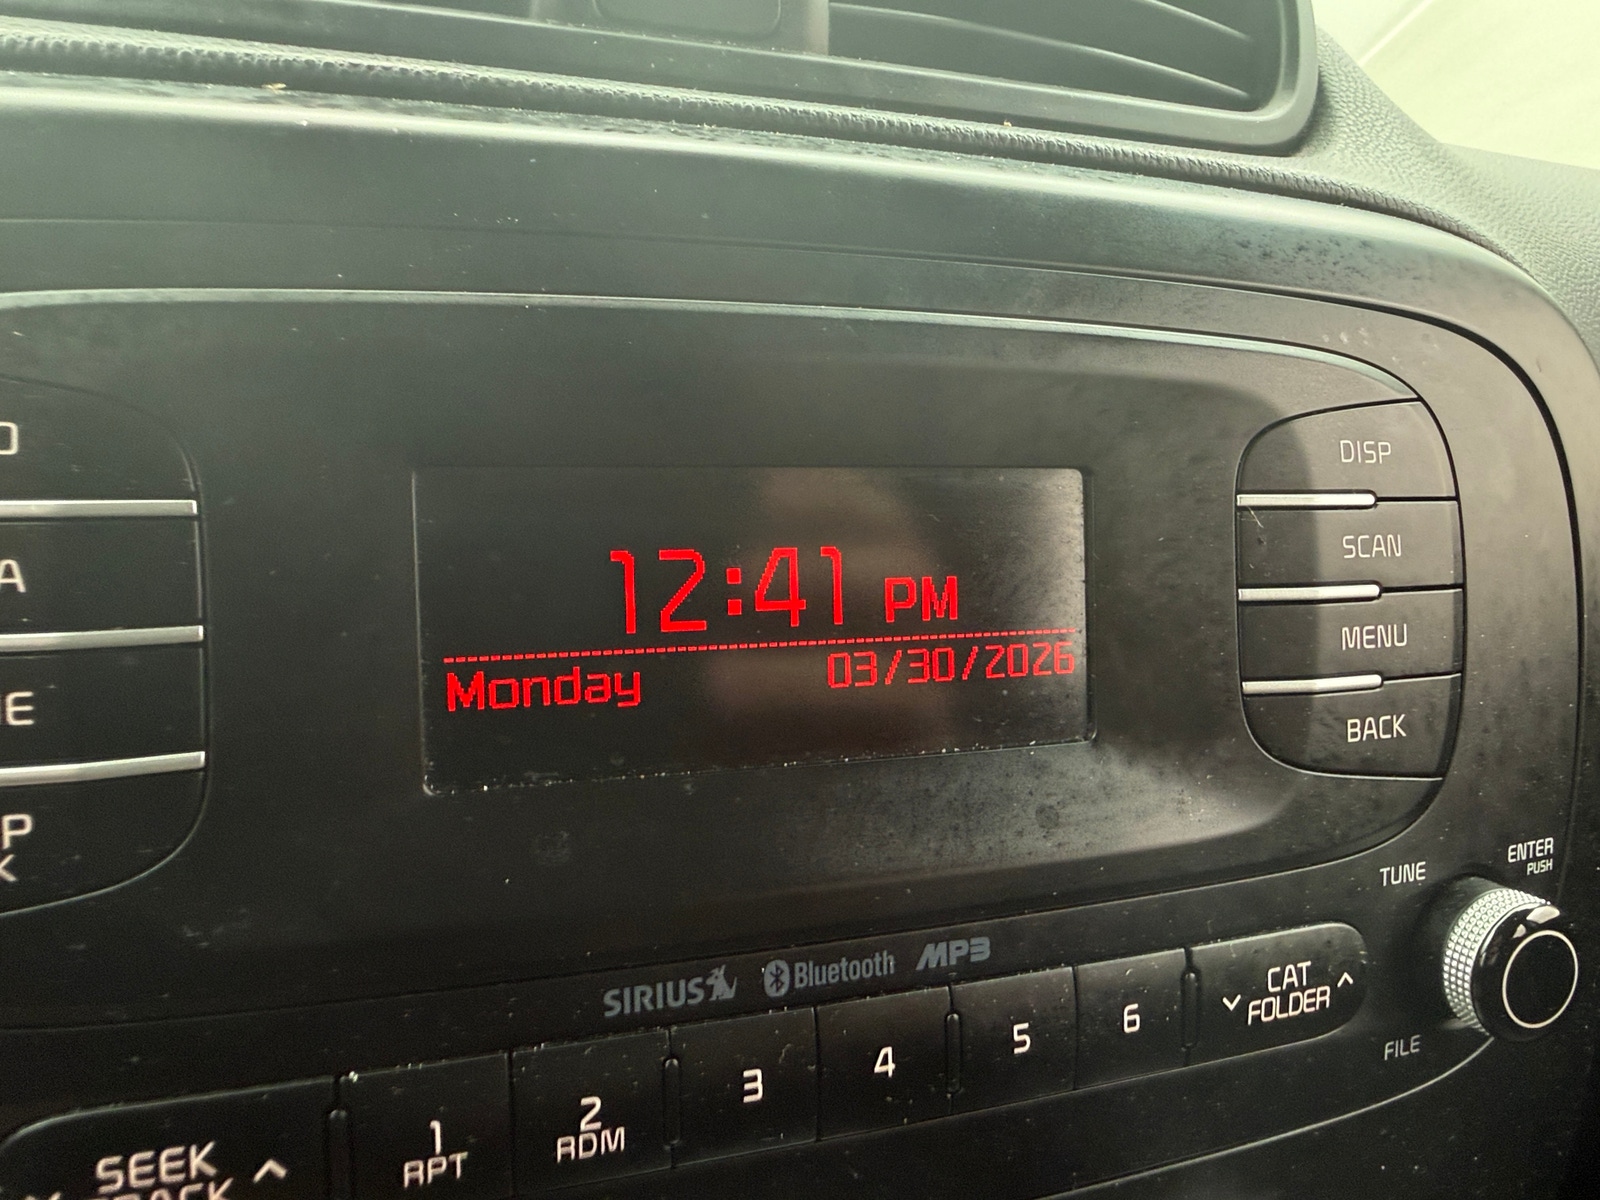 12:41 PM
Monday 03/30/2026
DISP
SCAN
MENU
BACK
TUNE
ENTER
PUSH
FILE
SIRIUS Bluetooth MP3
SEEK
1
RPT
2
RDM
3
4
5
6
CAT
FOLDER